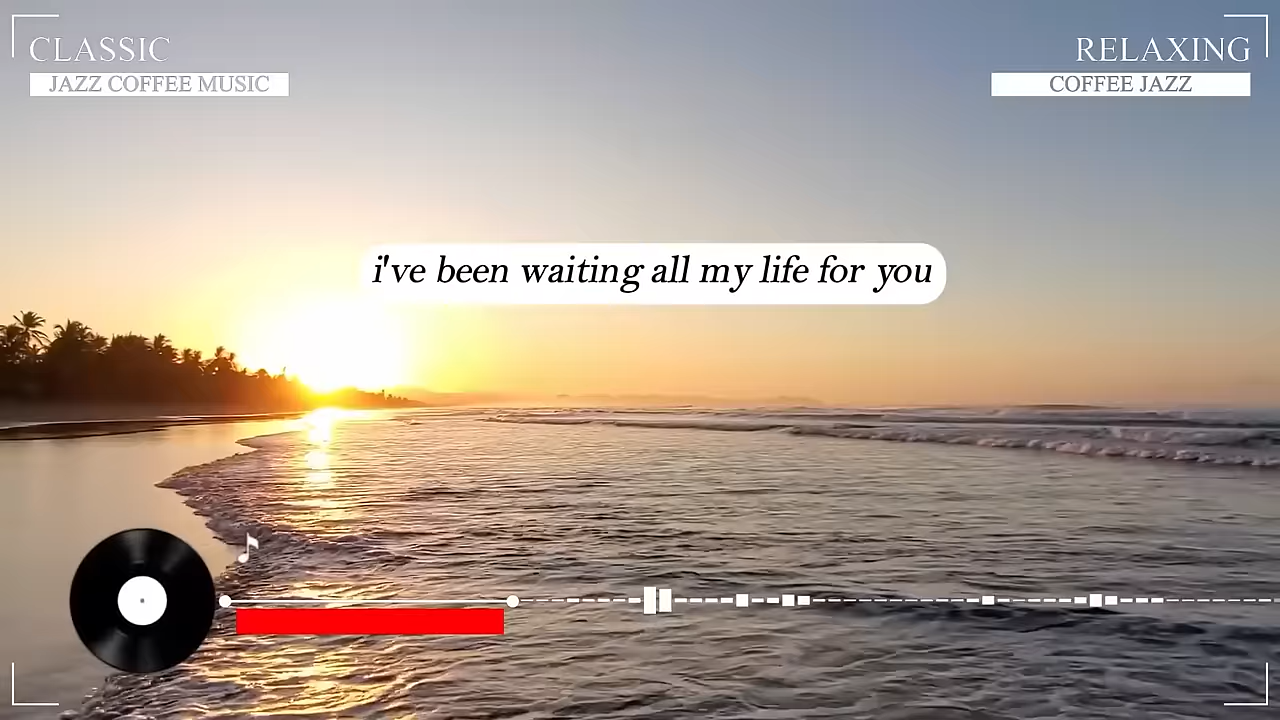 CLASSIC
JAZZ COFFEE MUSIC
RELAXING
COFFEE JAZZ
i've been waiting all my life for you